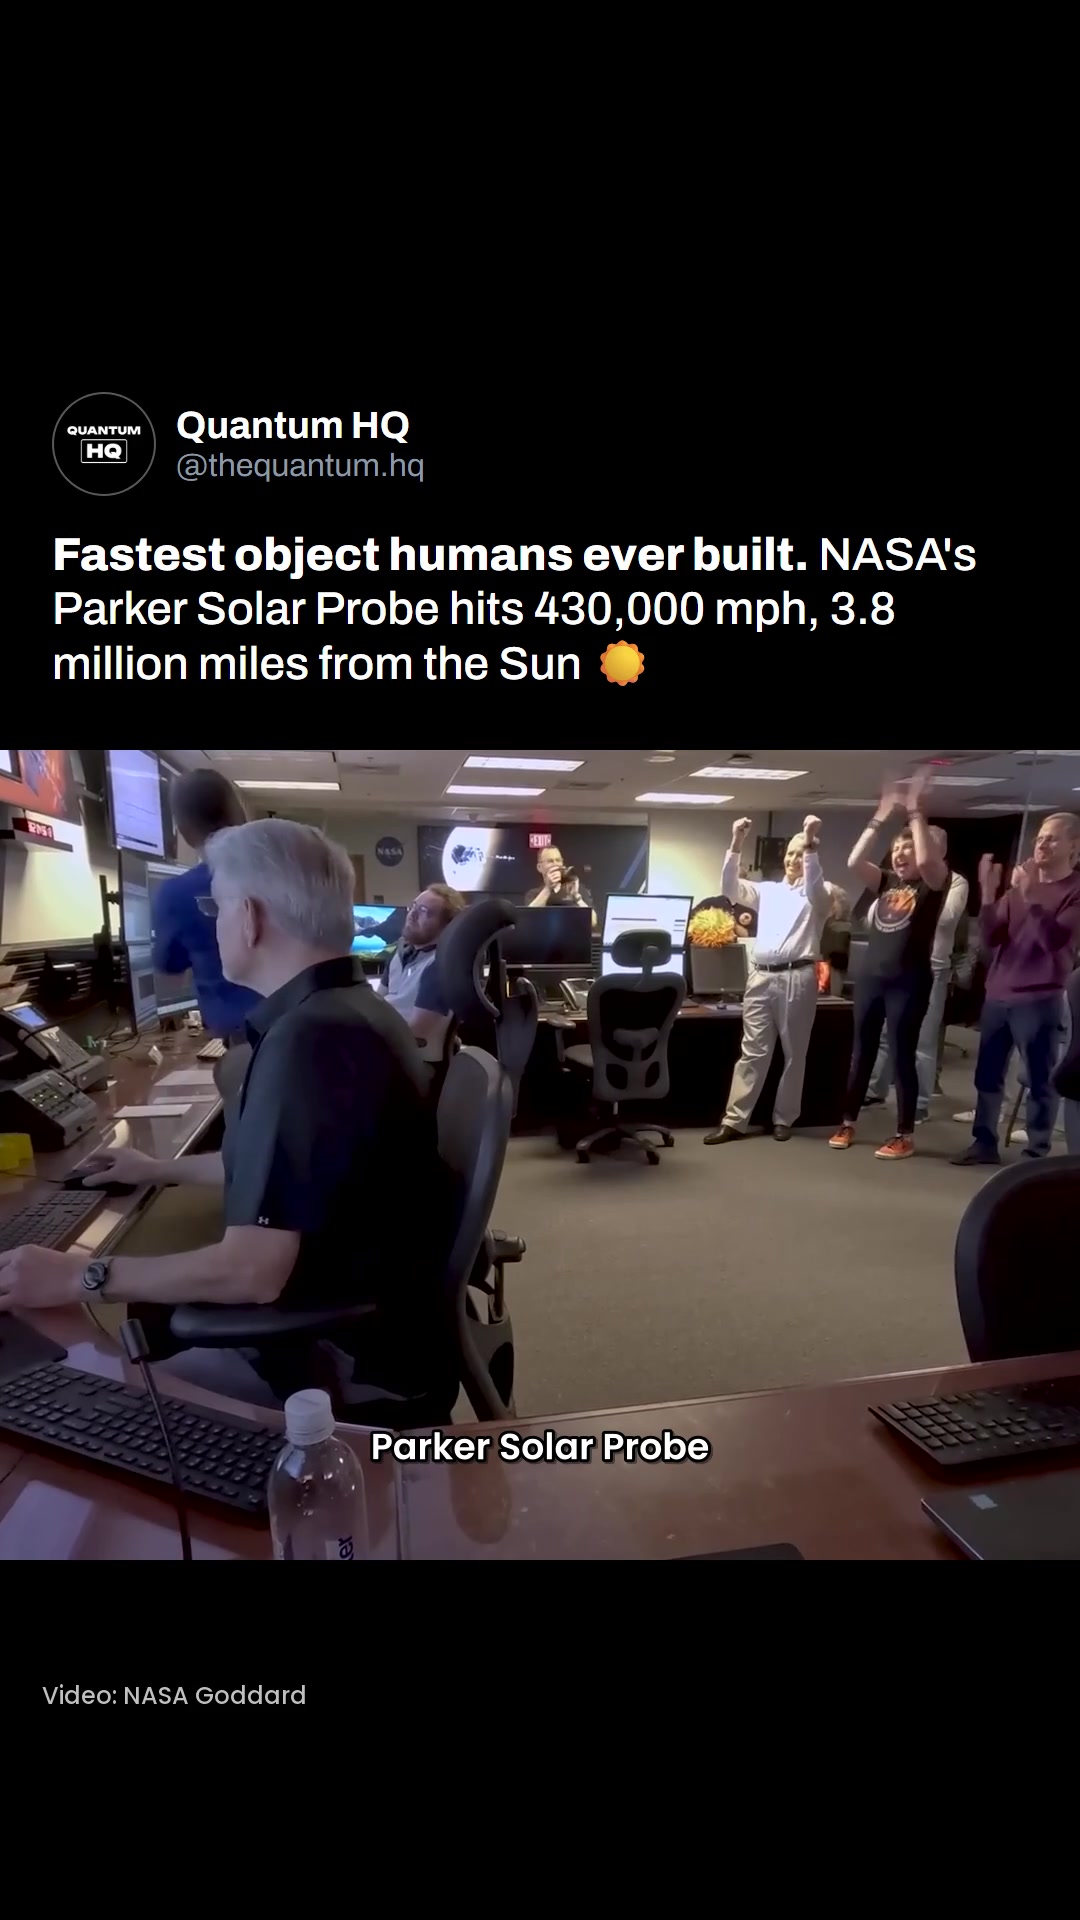 QUANTUM
HQ
Quantum HQ
@thequantum.hq
Fastest object humans ever built. NASA's
Parker Solar Probe hits 430,000 mph, 3.8
million miles from the Sun
NASA
EXIT
Parker Solar Probe
Video: NASA Goddard